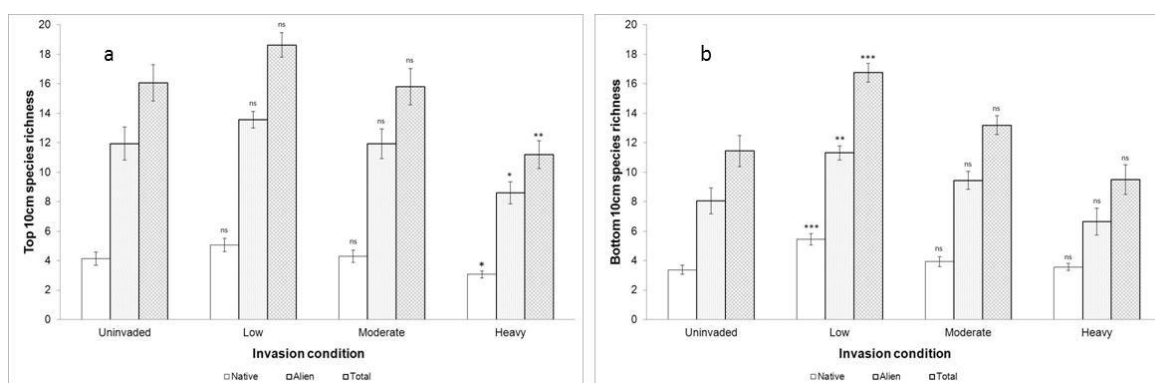 a
Top 10cm species richness
20
18
16
14
12
10
8
6
4
2
0
ns
ns
ns
ns
ns
ns
*
*
**
Uninvaded Low Moderate Heavy
Invasion condition
Native Alien Total
b
Bottom 10cm species richness
20
18
16
14
12
10
8
6
4
2
0
***
**
***
ns
ns
ns
ns
ns
ns
Uninvaded Low Moderate Heavy
Invasion condition
Native Alien Total